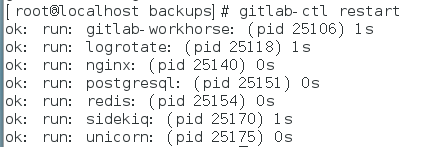 [root@localhost backups]# gitlab-ctl restart
ok: run: gitlab-workhorse: (pid 25106) 1s
ok: run: logrotate: (pid 25118) 1s
ok: run: nginx: (pid 25140) 0s
ok: run: postgresql: (pid 25151) 0s
ok: run: redis: (pid 25154) 0s
ok: run: sidekiq: (pid 25170) 1s
ok: run: unicorn: (pid 25175) 0s